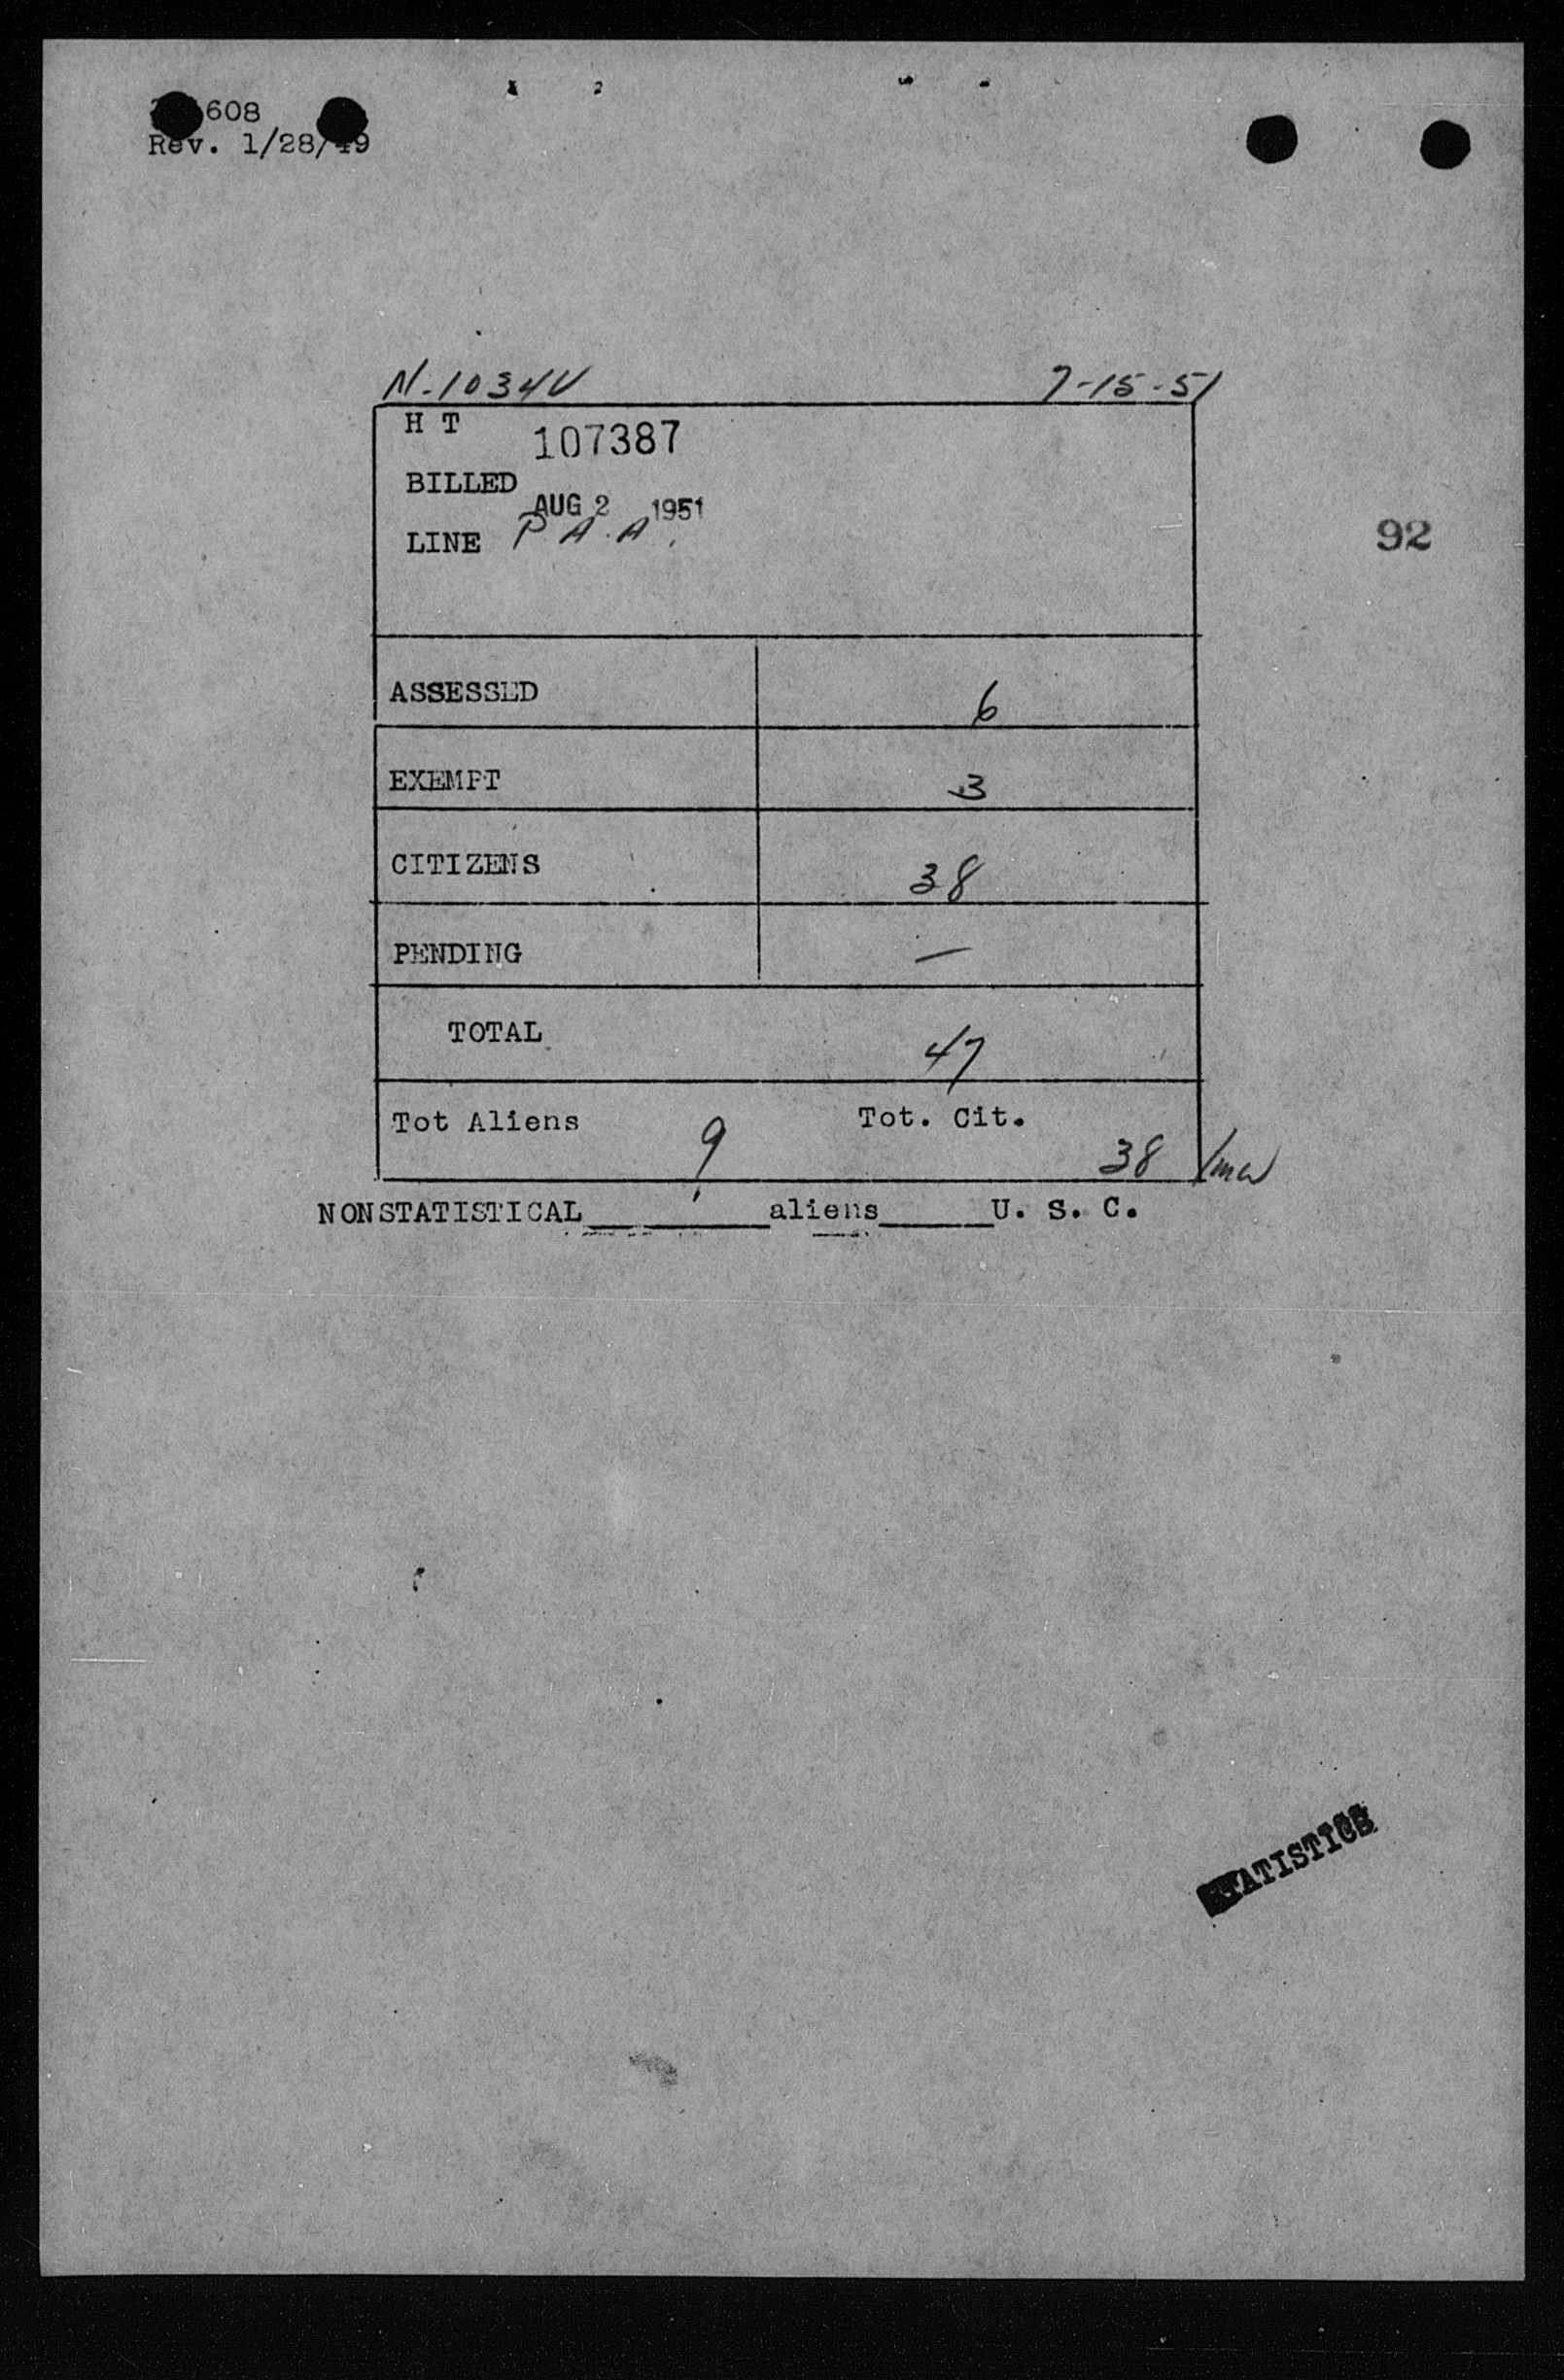 608
Rev. 1/28/49
N-1034V 7-15-51
H T 107387
BILLED AUG 2 1951
LINE P A.A.
92
ASSESSED 6
EXEMPT 3
CITIZENS 38
PENDING —
TOTAL 47
Tot Aliens 9 Tot. Cit. 38
NONSTATISTICAL aliens U. S. C.
STATISTICS